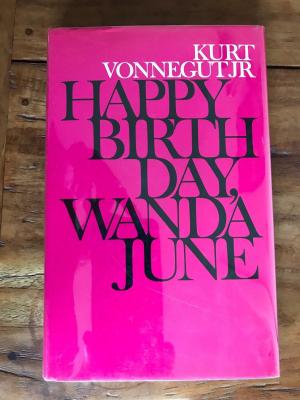 KURT
VONNEGUT JR
HAPPY
BIRTH
DAY,
WANDA
JUNE